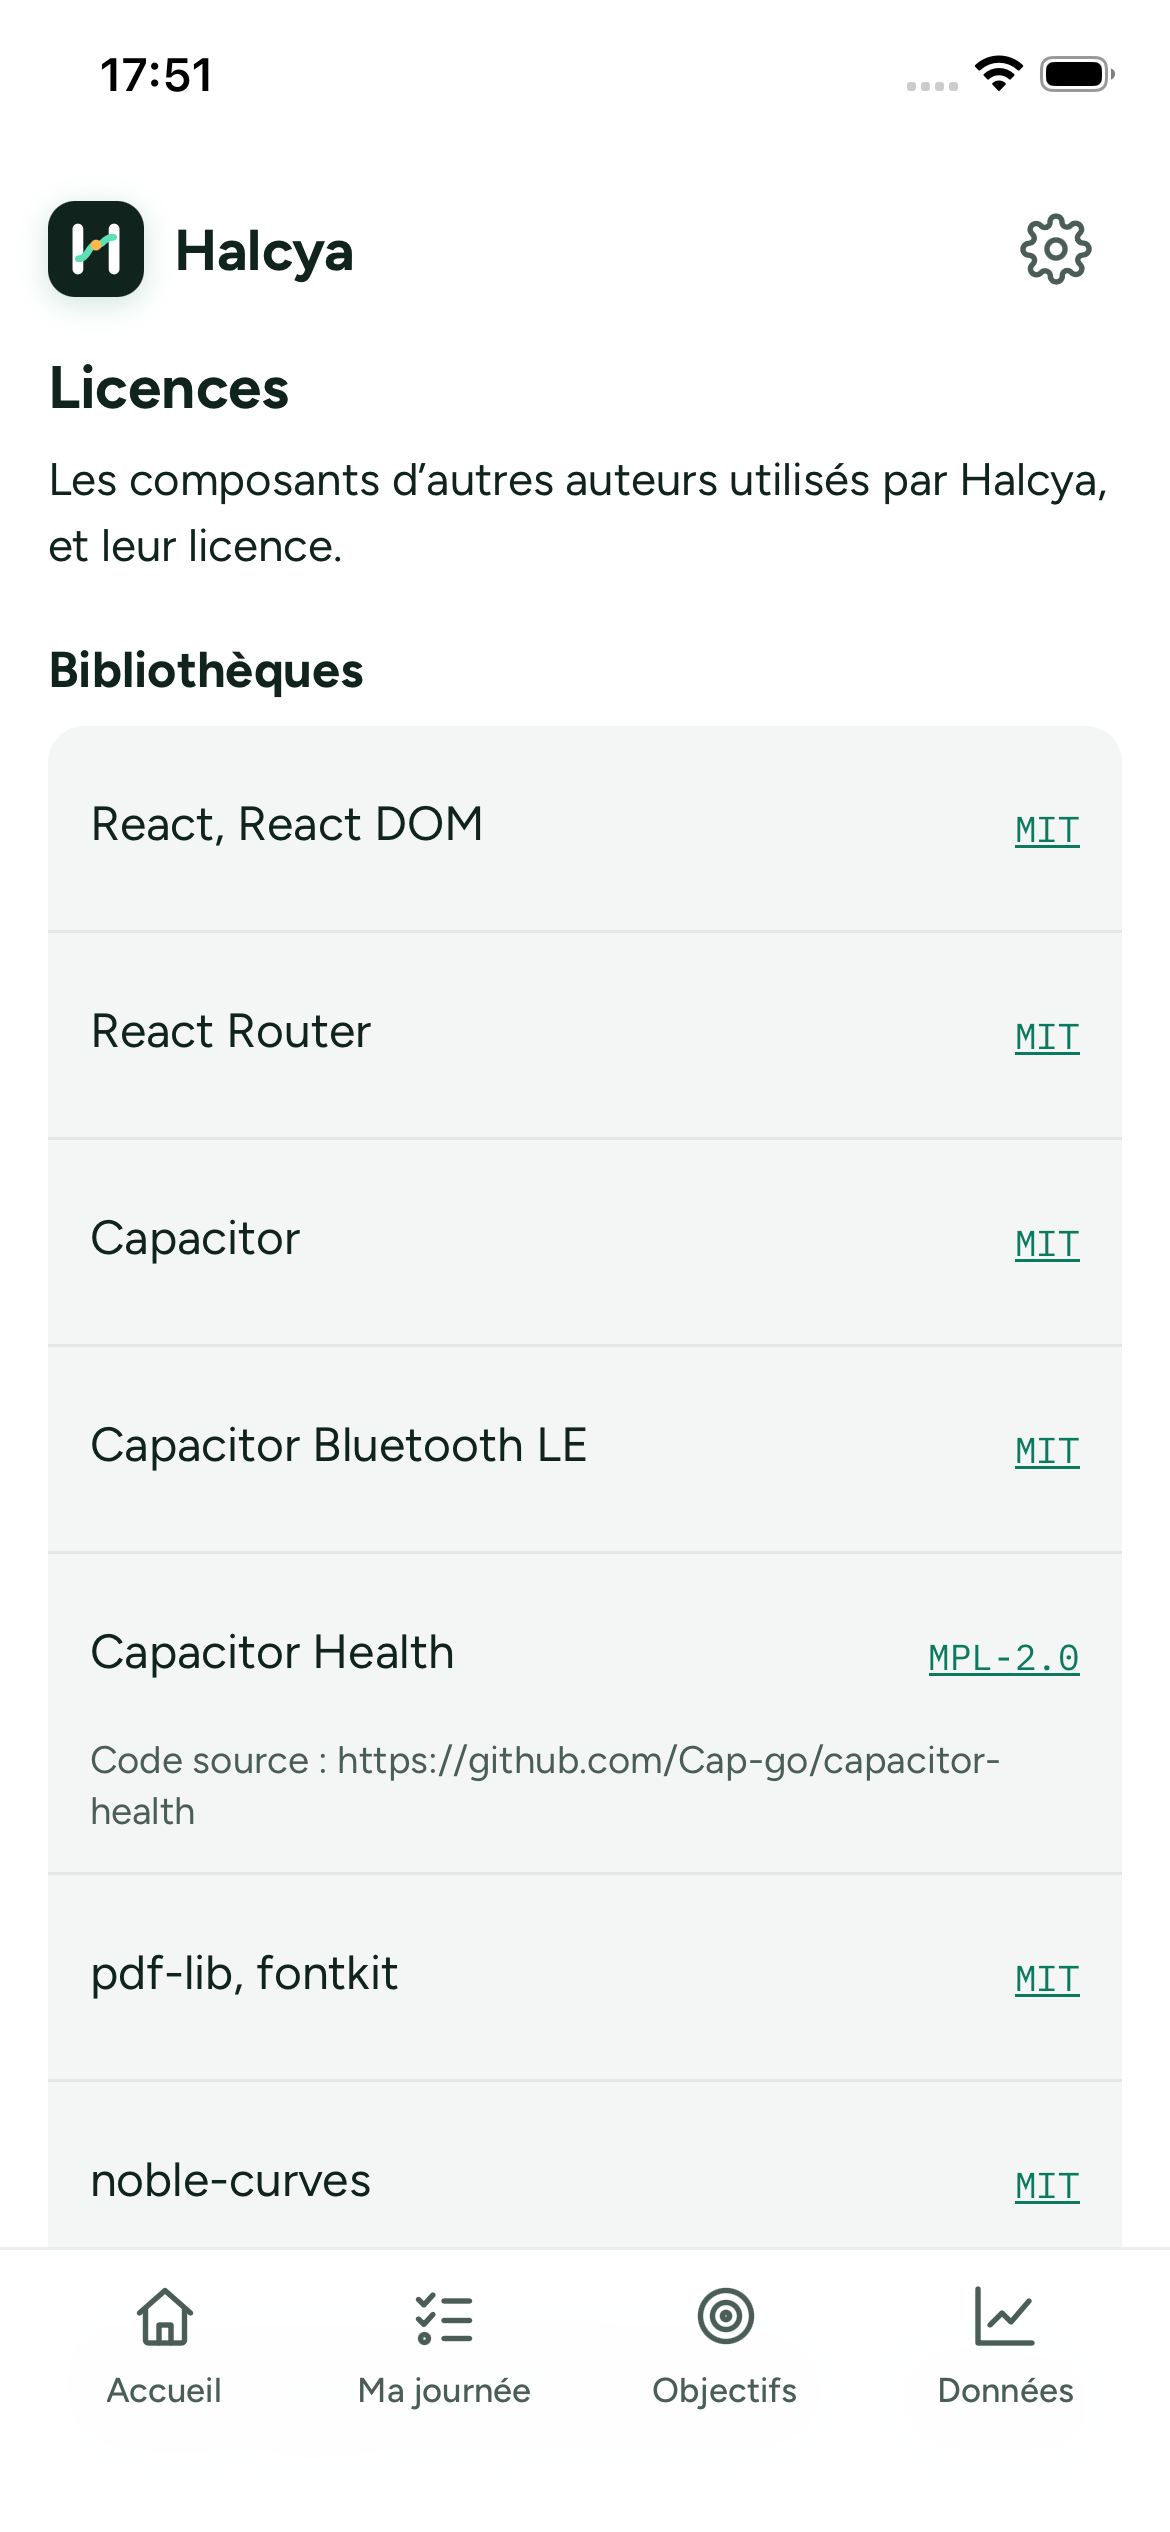 17:51
Halcya
Licences
Les composants d’autres auteurs utilisés par Halcya,
et leur licence.
Bibliothèques
React, React DOM MIT
React Router MIT
Capacitor MIT
Capacitor Bluetooth LE MIT
Capacitor Health MPL-2.0
Code source : https://github.com/Cap-go/capacitor-
health
pdf-lib, fontkit MIT
noble-curves MIT
Accueil Ma journée Objectifs Données